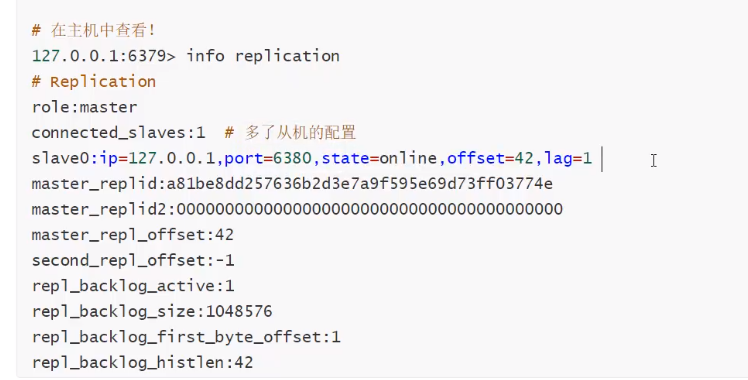 # 在主机中查看！
127.0.0.1:6379> info replication
# Replication
role:master
connected_slaves:1  # 多了从机的配置
slave0:ip=127.0.0.1,port=6380,state=online,offset=42,lag=1
master_replid:a81be8dd257636b2d3e7a9f595e69d73ff03774e
master_replid2:0000000000000000000000000000000000000000
master_repl_offset:42
second_repl_offset:-1
repl_backlog_active:1
repl_backlog_size:1048576
repl_backlog_first_byte_offset:1
repl_backlog_histlen:42